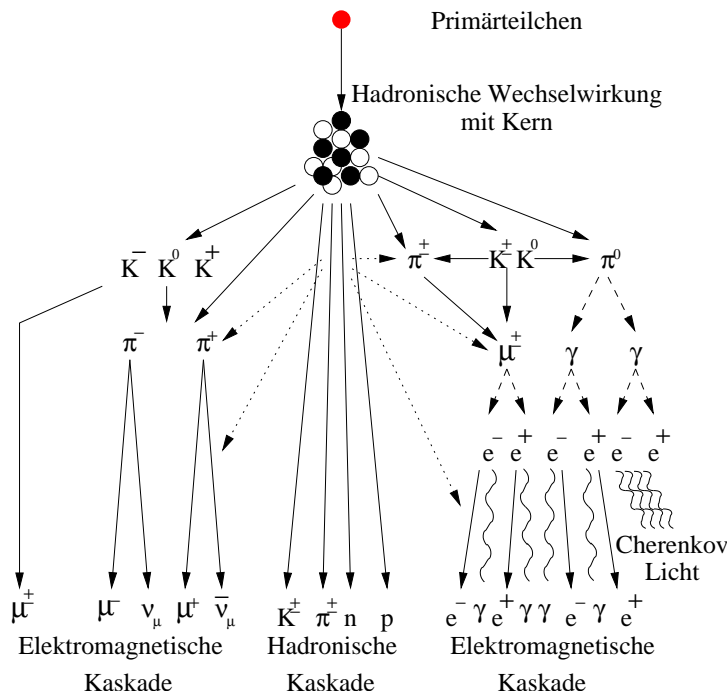 Primärteilchen
Hadronische Wechselwirkung
mit Kern
K⁻ K⁰ K⁺ π± K± K⁰ π⁰
π⁻ π⁺ μ± γ γ
e⁻ e⁺ e⁻ e⁺ e⁻ e⁺
Cherenkov
Licht
μ± μ⁻ ν_μ μ⁺ ν̄_μ K± π± n p e⁻ γ e⁺ γ γ e⁻ γ e⁺
Elektromagnetische Hadronische Elektromagnetische
Kaskade Kaskade Kaskade